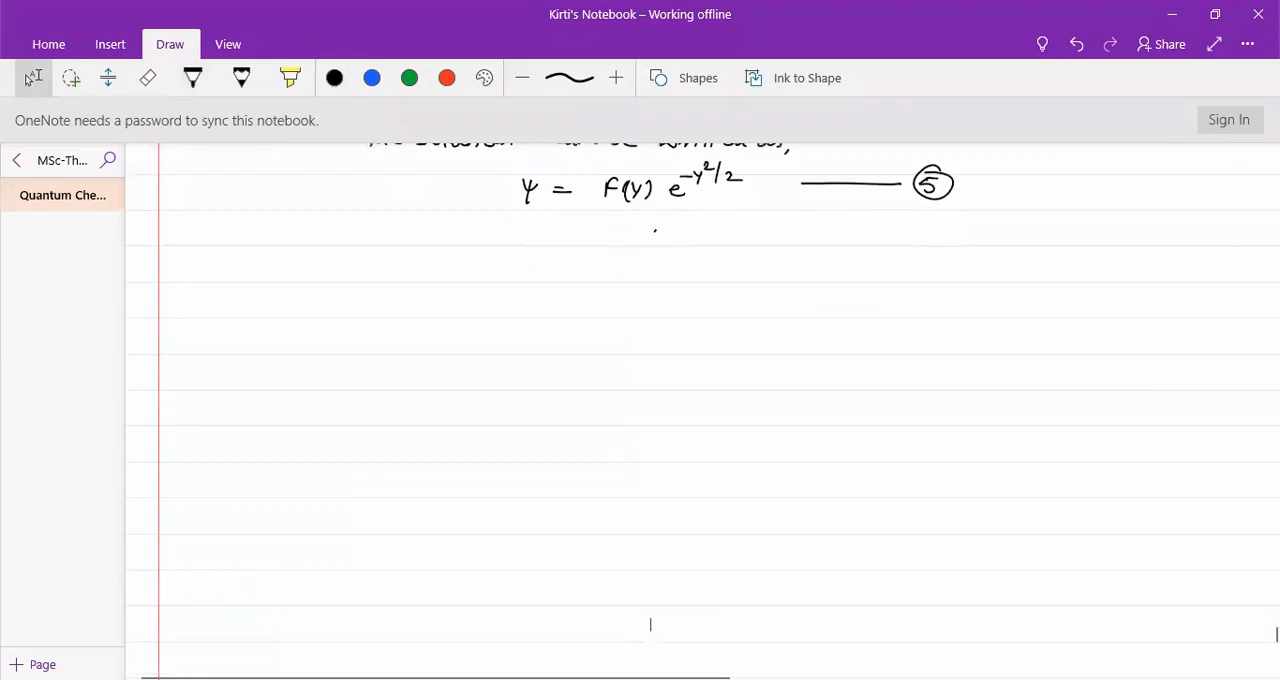 Kirti's Notebook – Working offline
Home Insert Draw View
Share
Shapes Ink to Shape
OneNote needs a password to sync this notebook.
Sign In
MSc-Th...
Quantum Che...
ψ = F(y) e^{-y²/2} ——— ⑤
Page